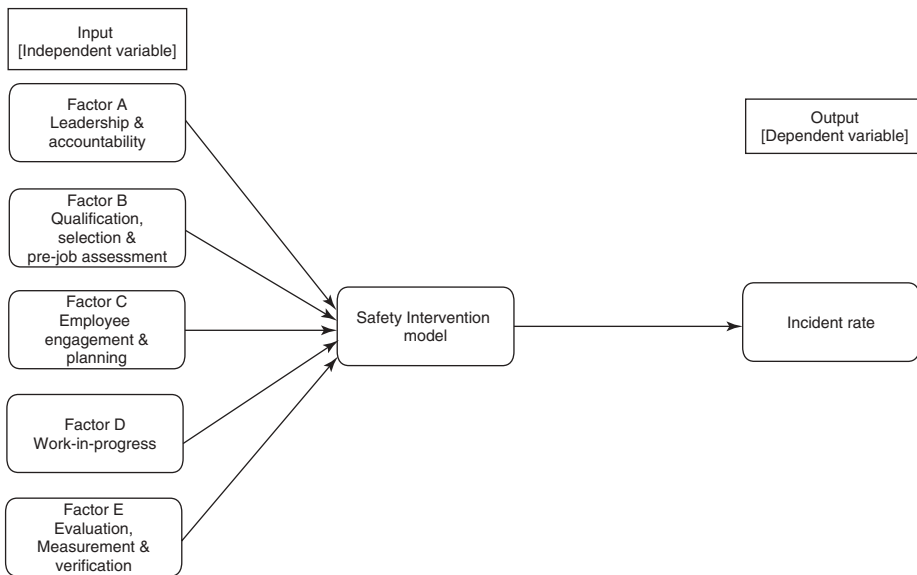 Input
[Independent variable]
Factor A
Leadership &
accountability
Factor B
Qualification,
selection &
pre-job assessment
Factor C
Employee
engagement &
planning
Factor D
Work-in-progress
Factor E
Evaluation,
Measurement &
verification
Safety Intervention
model
Output
[Dependent variable]
Incident rate